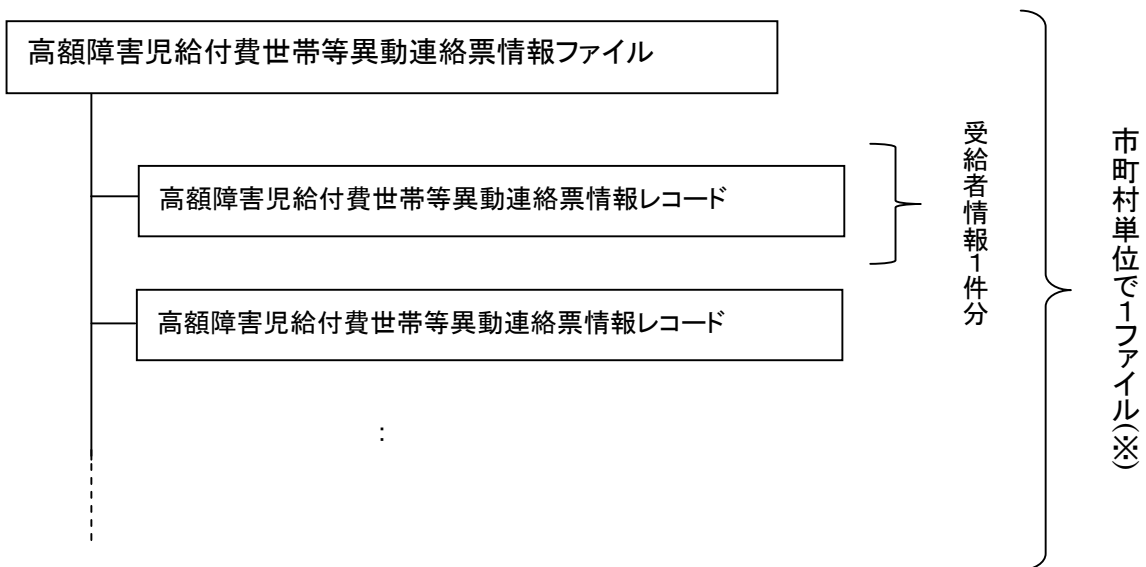 高額障害児給付費世帯等異動連絡票情報ファイル
高額障害児給付費世帯等異動連絡票情報レコード
受給者情報1件分
高額障害児給付費世帯等異動連絡票情報レコード
:
市町村単位で1ファイル(※)